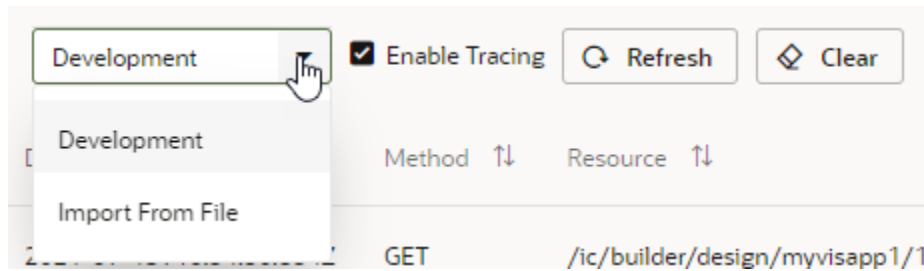 Development Enable Tracing Refresh Clear
Development
Method Resource
Import From File
GET /ic/builder/design/myvisapp1/1